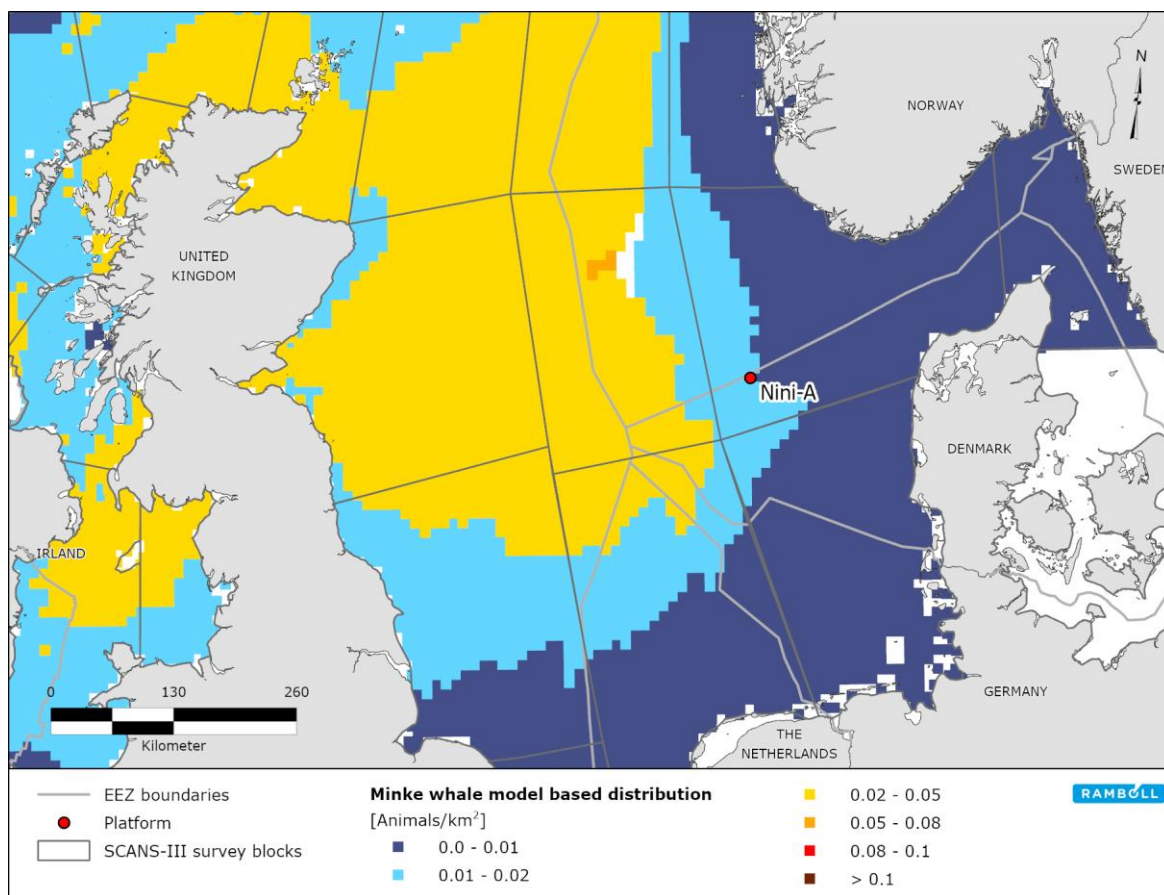 N
NORWAY
SWEDEN
UNITED
KINGDOM
Nini-A
DENMARK
IRLAND
GERMANY
THE
NETHERLANDS
0 130 260
Kilometer
EEZ boundaries
Platform
SCANS-III survey blocks
Minke whale model based distribution
[Animals/km²]
0.0 - 0.01
0.01 - 0.02
0.02 - 0.05
0.05 - 0.08
0.08 - 0.1
> 0.1
RAMBOLL